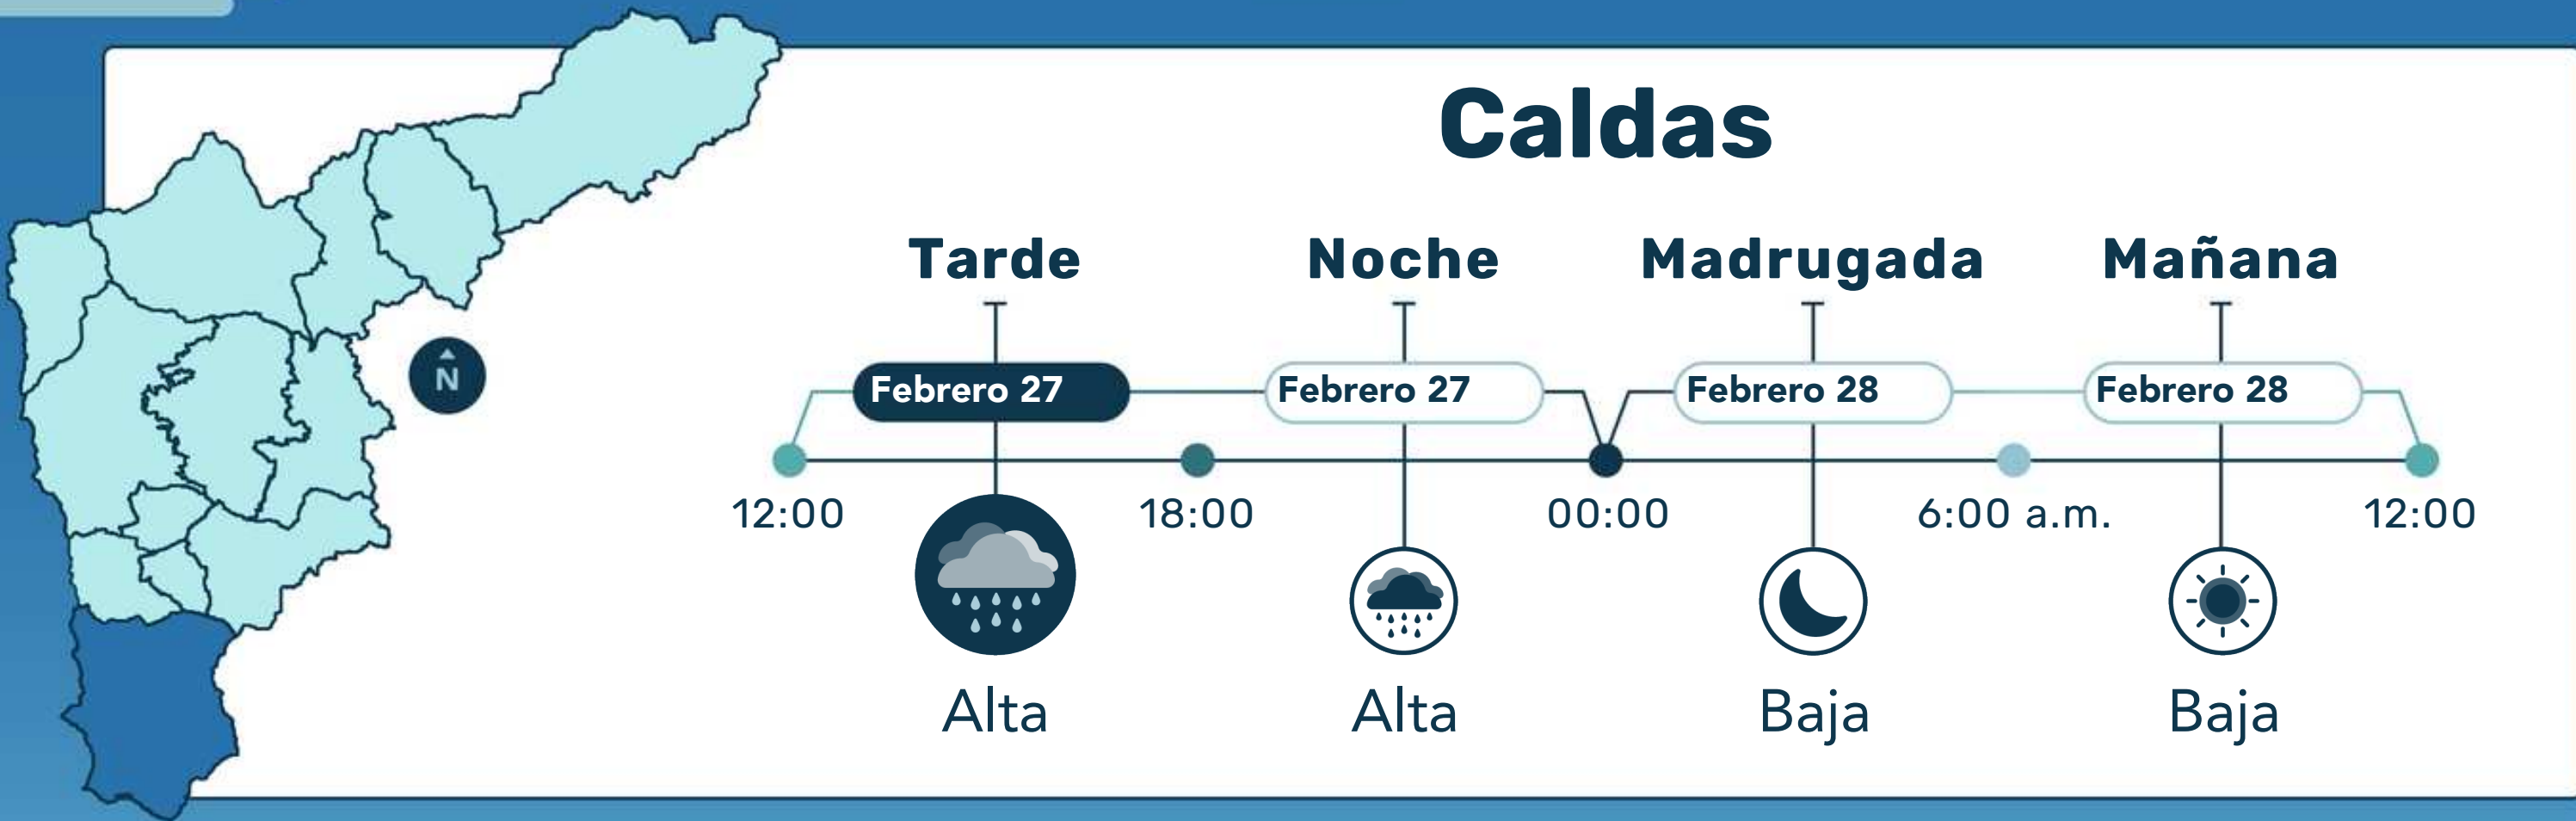 Caldas
Tarde Noche Madrugada Mañana
Febrero 27 Febrero 27 Febrero 28 Febrero 28
N
12:00 18:00 00:00 6:00 a.m. 12:00
Alta Alta Baja Baja